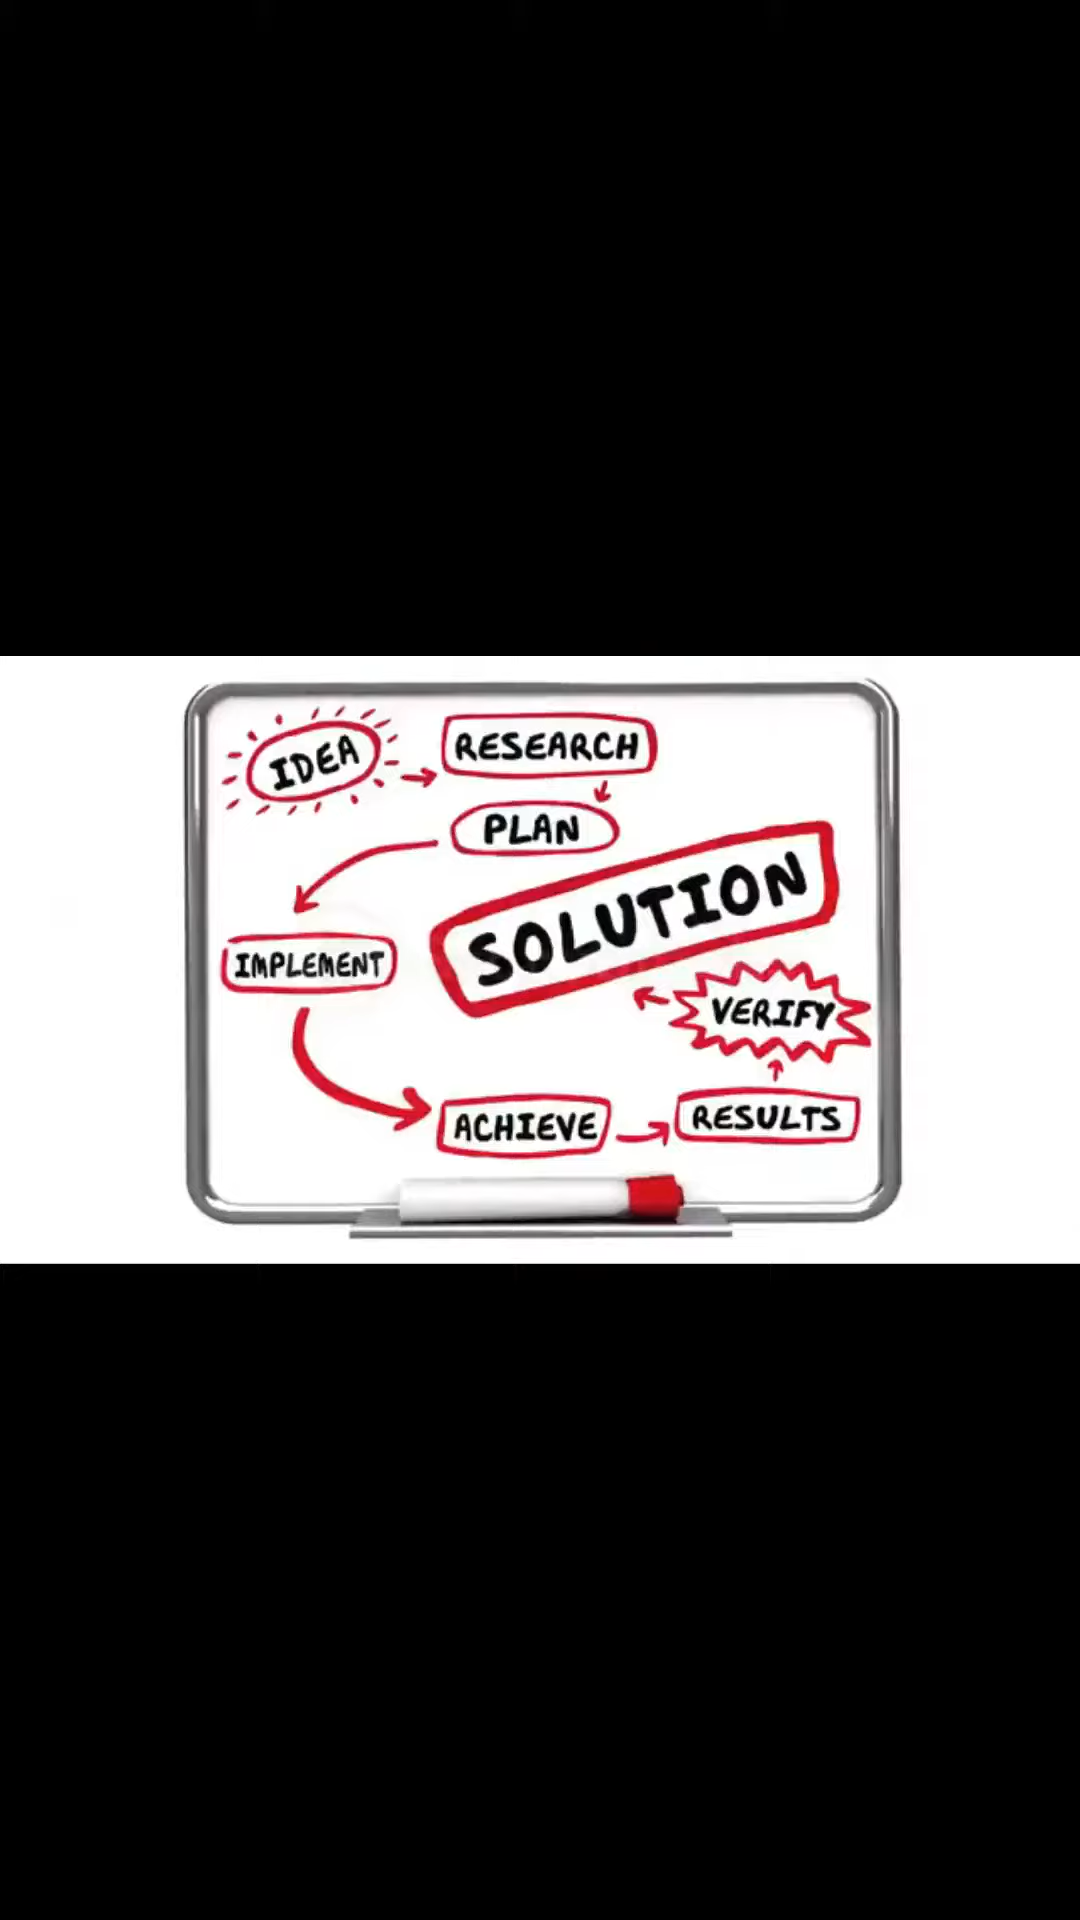 IDEA
RESEARCH
PLAN
IMPLEMENT
ACHIEVE
RESULTS
VERIFY
SOLUTION